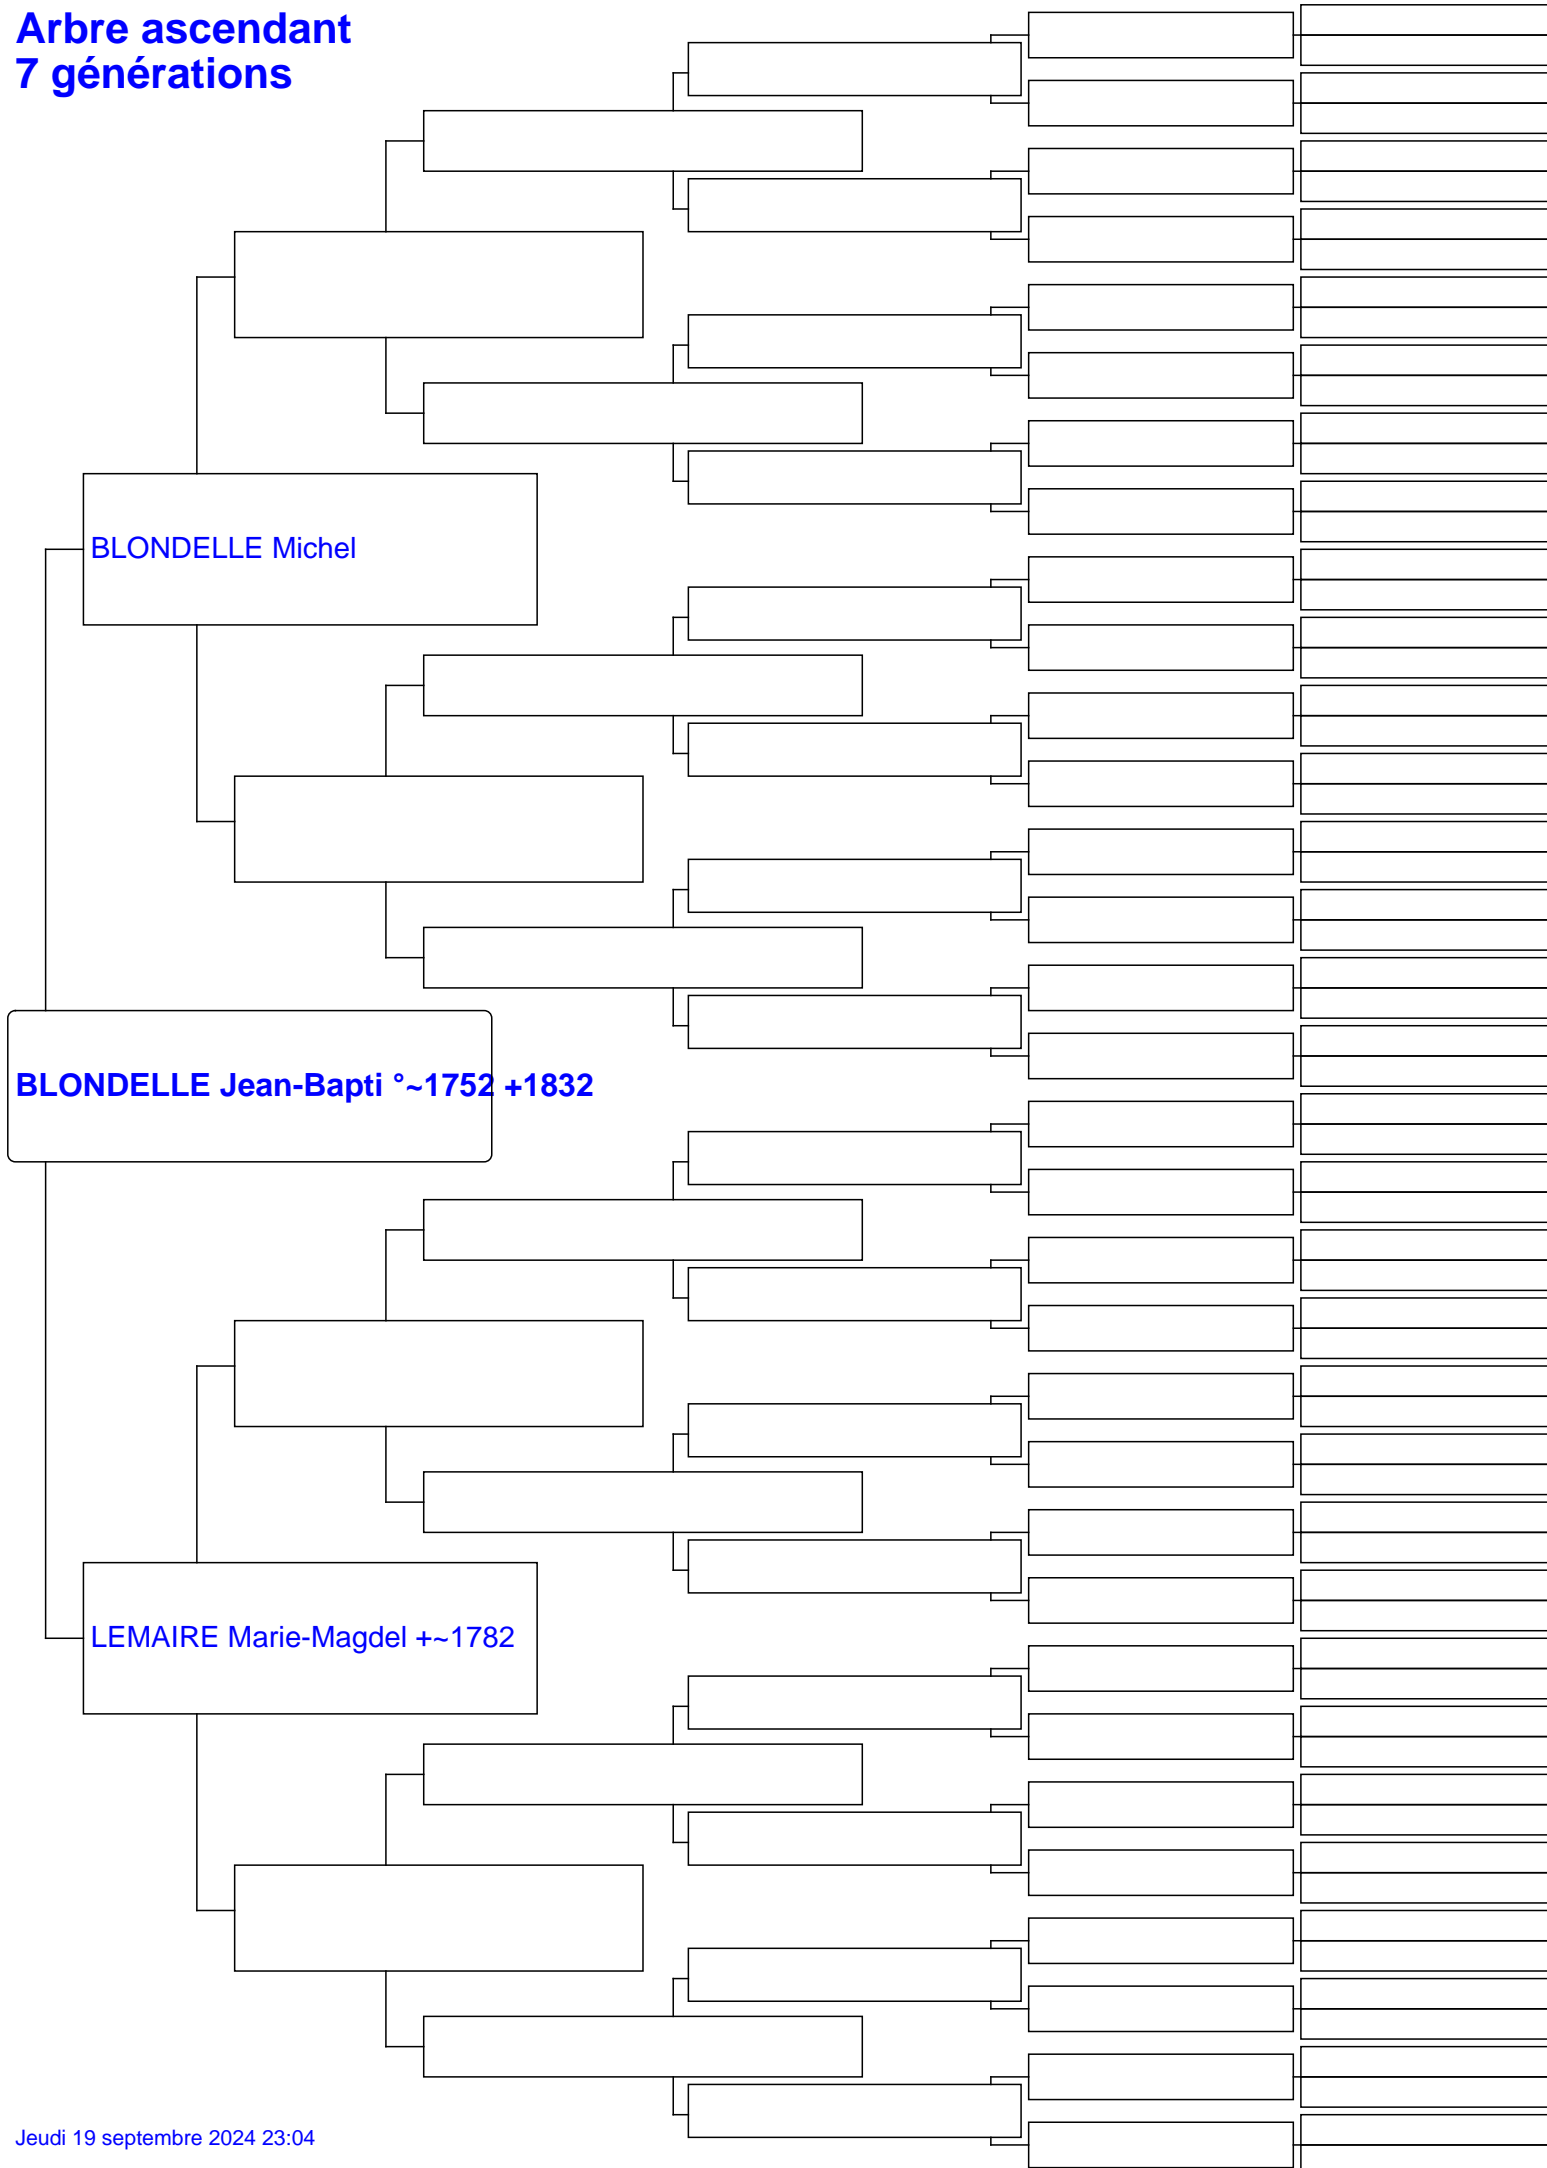 Arbre ascendant
7 générations
BLONDELLE Michel
BLONDELLE Jean-Bapti °~1752 +1832
LEMAIRE Marie-Magdel +~1782
Jeudi 19 septembre 2024 23:04